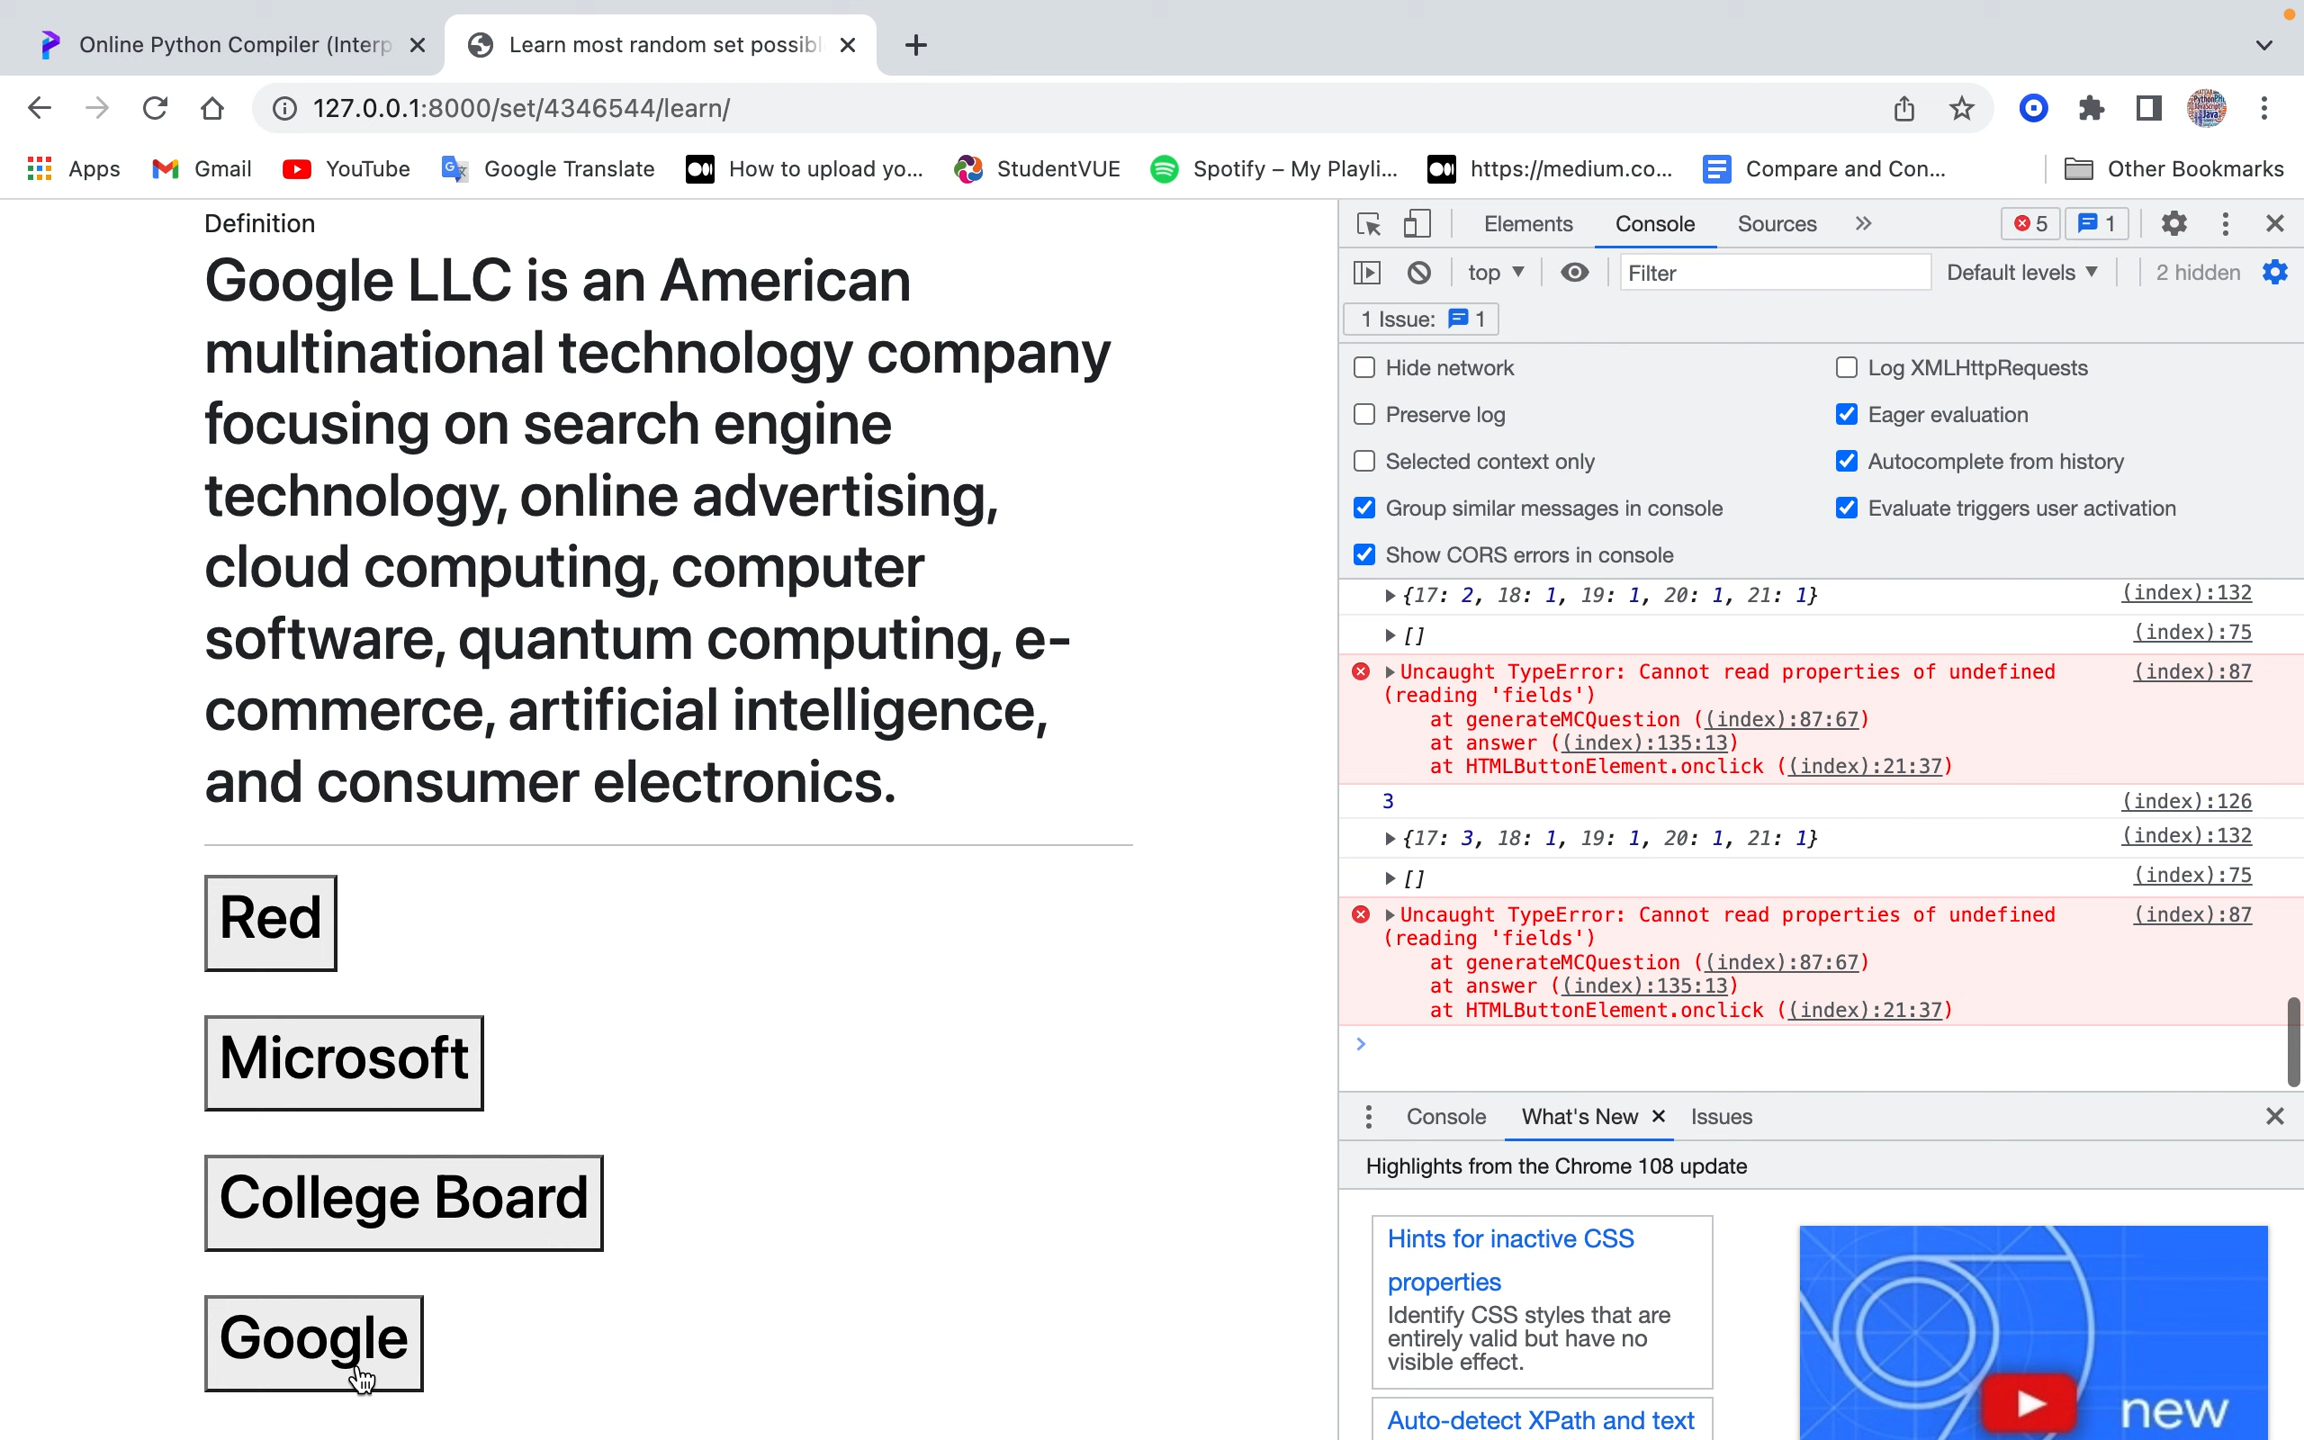 Online Python Compiler (Interp
Learn most random set possibl
127.0.0.1:8000/set/4346544/learn/
Apps
Gmail
YouTube
Google Translate
How to upload yo...
StudentVUE
Spotify – My Playli...
https://medium.co...
Compare and Con...
Other Bookmarks
Definition
Google LLC is an American
multinational technology company
focusing on search engine
technology, online advertising,
cloud computing, computer
software, quantum computing, e-
commerce, artificial intelligence,
and consumer electronics.
Red
Microsoft
College Board
Google
Elements
Console
Sources
5
1
top
Filter
Default levels
2 hidden
1 Issue: 1
Hide network
Log XMLHttpRequests
Preserve log
Eager evaluation
Selected context only
Autocomplete from history
Group similar messages in console
Evaluate triggers user activation
Show CORS errors in console
{17: 2, 18: 1, 19: 1, 20: 1, 21: 1} (index):132
[] (index):75
Uncaught TypeError: Cannot read properties of undefined (index):87
(reading 'fields')
at generateMCQuestion ((index):87:67)
at answer ((index):135:13)
at HTMLButtonElement.onclick ((index):21:37)
3 (index):126
{17: 3, 18: 1, 19: 1, 20: 1, 21: 1} (index):132
[] (index):75
Uncaught TypeError: Cannot read properties of undefined (index):87
(reading 'fields')
at generateMCQuestion ((index):87:67)
at answer ((index):135:13)
at HTMLButtonElement.onclick ((index):21:37)
Console
What's New
Issues
Highlights from the Chrome 108 update
Hints for inactive CSS
properties
Identify CSS styles that are
entirely valid but have no
visible effect.
Auto-detect XPath and text
new